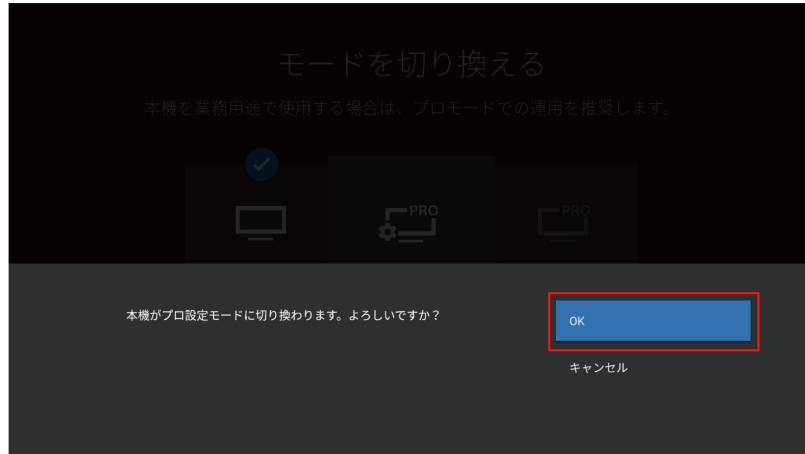 モードを切り換える
本機を業務用途で使用する場合は、プロモードでの運用を推奨します。
PRO
PRO
本機がプロ設定モードに切り換わります。よろしいですか？
OK
キャンセル